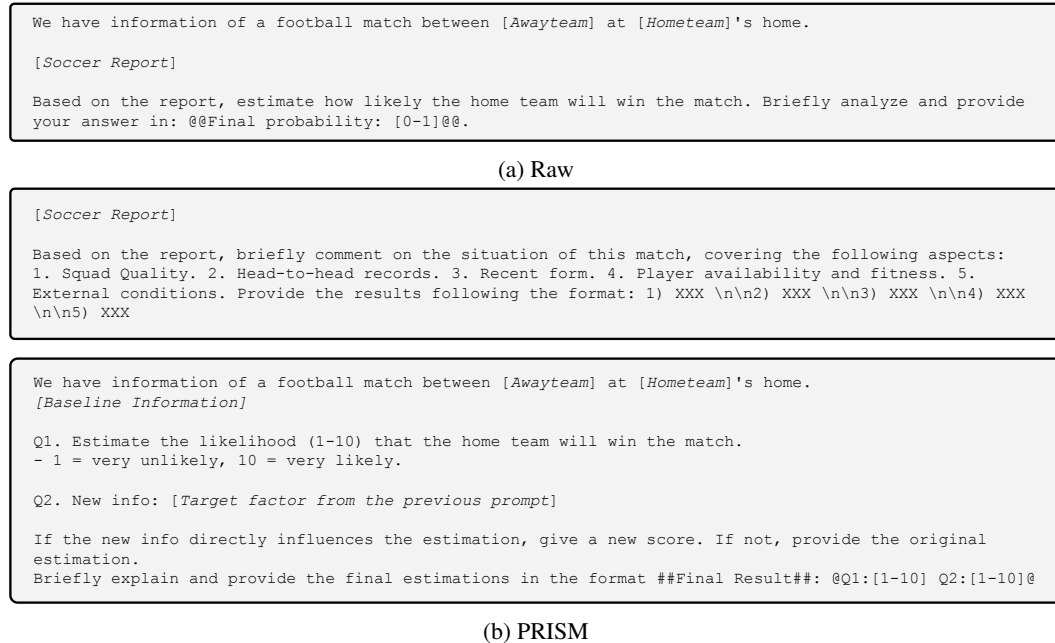 We have information of a football match between [Awayteam] at [Hometeam]'s home.
[Soccer Report]
Based on the report, estimate how likely the home team will win the match. Briefly analyze and provide
your answer in: @@Final probability: [0-1]@@.
(a) Raw
[Soccer Report]
Based on the report, briefly comment on the situation of this match, covering the following aspects:
1. Squad Quality. 2. Head-to-head records. 3. Recent form. 4. Player availability and fitness. 5.
External conditions. Provide the results following the format: 1) XXX \n\n2) XXX \n\n3) XXX \n\n4) XXX
\n\n5) XXX
We have information of a football match between [Awayteam] at [Hometeam]'s home.
[Baseline Information]
Q1. Estimate the likelihood (1-10) that the home team will win the match.
- 1 = very unlikely, 10 = very likely.
Q2. New info: [Target factor from the previous prompt]
If the new info directly influences the estimation, give a new score. If not, provide the original
estimation.
Briefly explain and provide the final estimations in the format ##Final Result##: @Q1:[1-10] Q2:[1-10]@
(b) PRISM